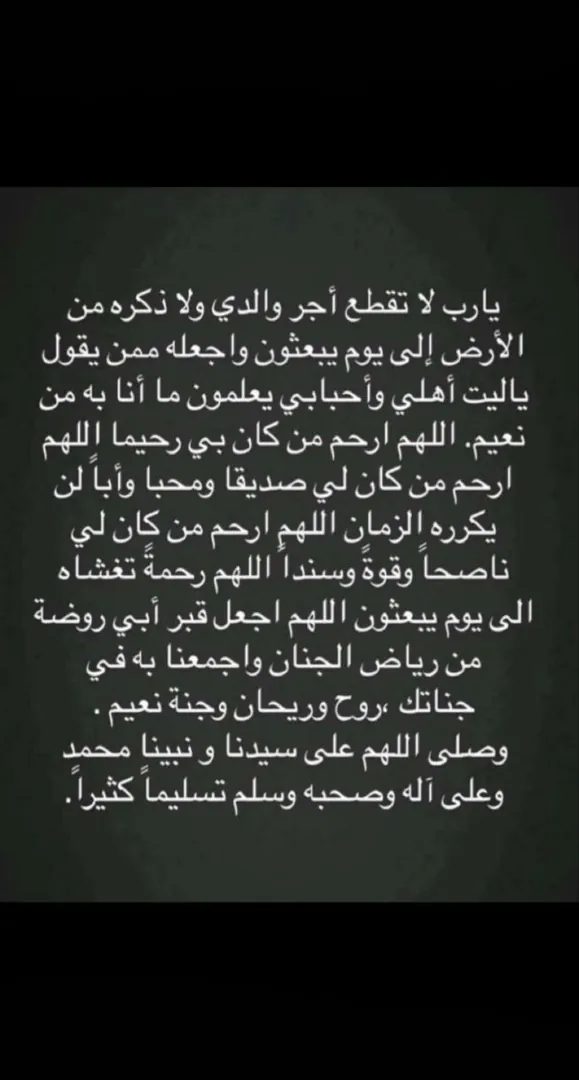 يارب لا تقطع أجر والدي ولا ذكره من
الأرض إلى يوم يبعثون واجعله ممن يقول
ياليت أهلي وأحبابي يعلمون ما أنا به من
نعيم. اللهم ارحم من كان بي رحيما اللهم
ارحم من كان لي صديقا ومحبا وأباً لن
يكرره الزمان اللهم ارحم من كان لي
ناصحاً وقوةً وسنداً اللهم رحمةً تغشاه
الى يوم يبعثون اللهم اجعل قبر أبي روضة
من رياض الجنان واجمعنا به في
جناتك ،روح وريحان وجنة نعيم .
وصلى اللهم على سيدنا و نبينا محمد
وعلى آله وصحبه وسلم تسليماً كثيراً.